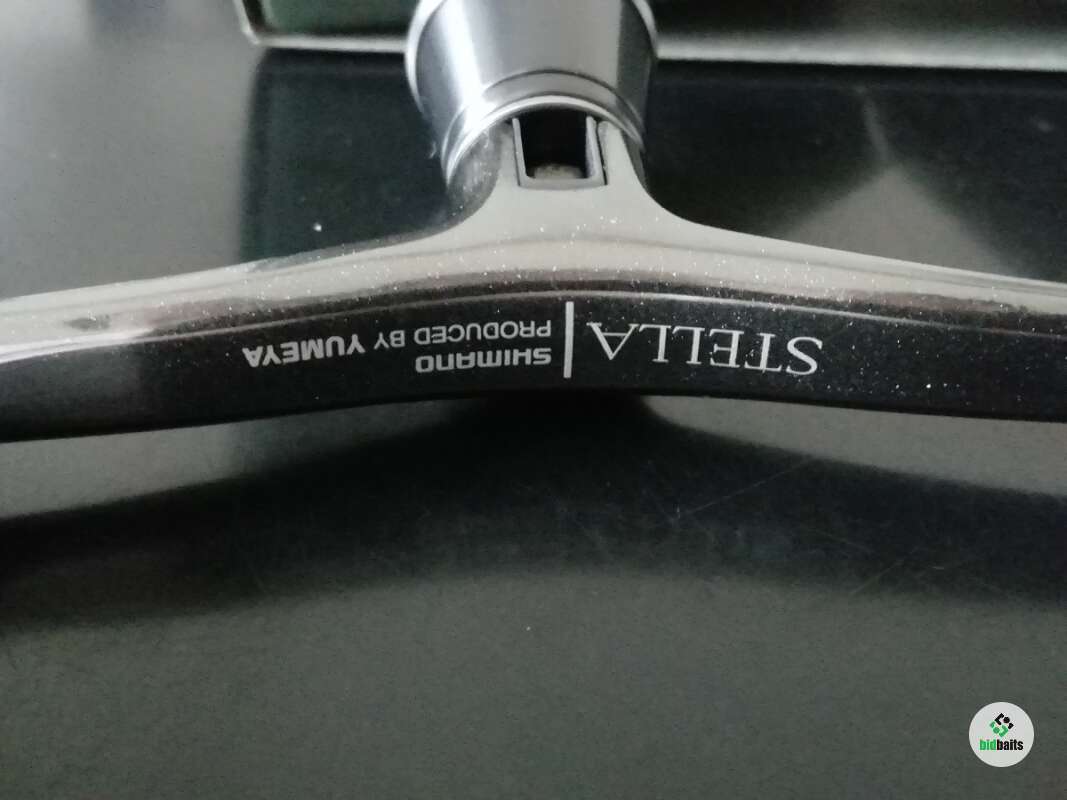 STELLA
SHIMANO
PRODUCED BY YUMEYA
bidbaits